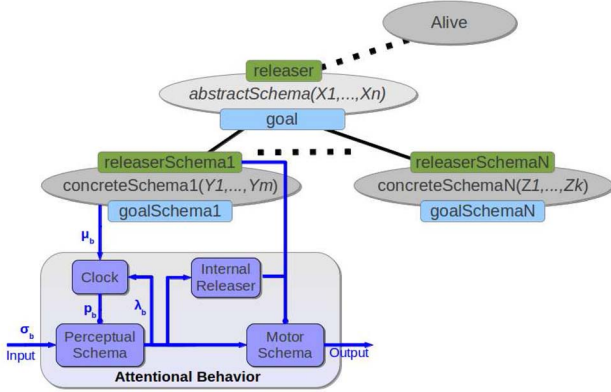 Alive
releaser
abstractSchema(X1,...,Xn)
goal
releaserSchema1
concreteSchema1(Y1,...,Ym)
goalSchema1
releaserSchemaN
concreteSchemaN(Z1,...,Zk)
goalSchemaN
μb
Clock
Internal
Releaser
pb
λb
σb
Input
Perceptual
Schema
Motor
Schema
Output
Attentional Behavior